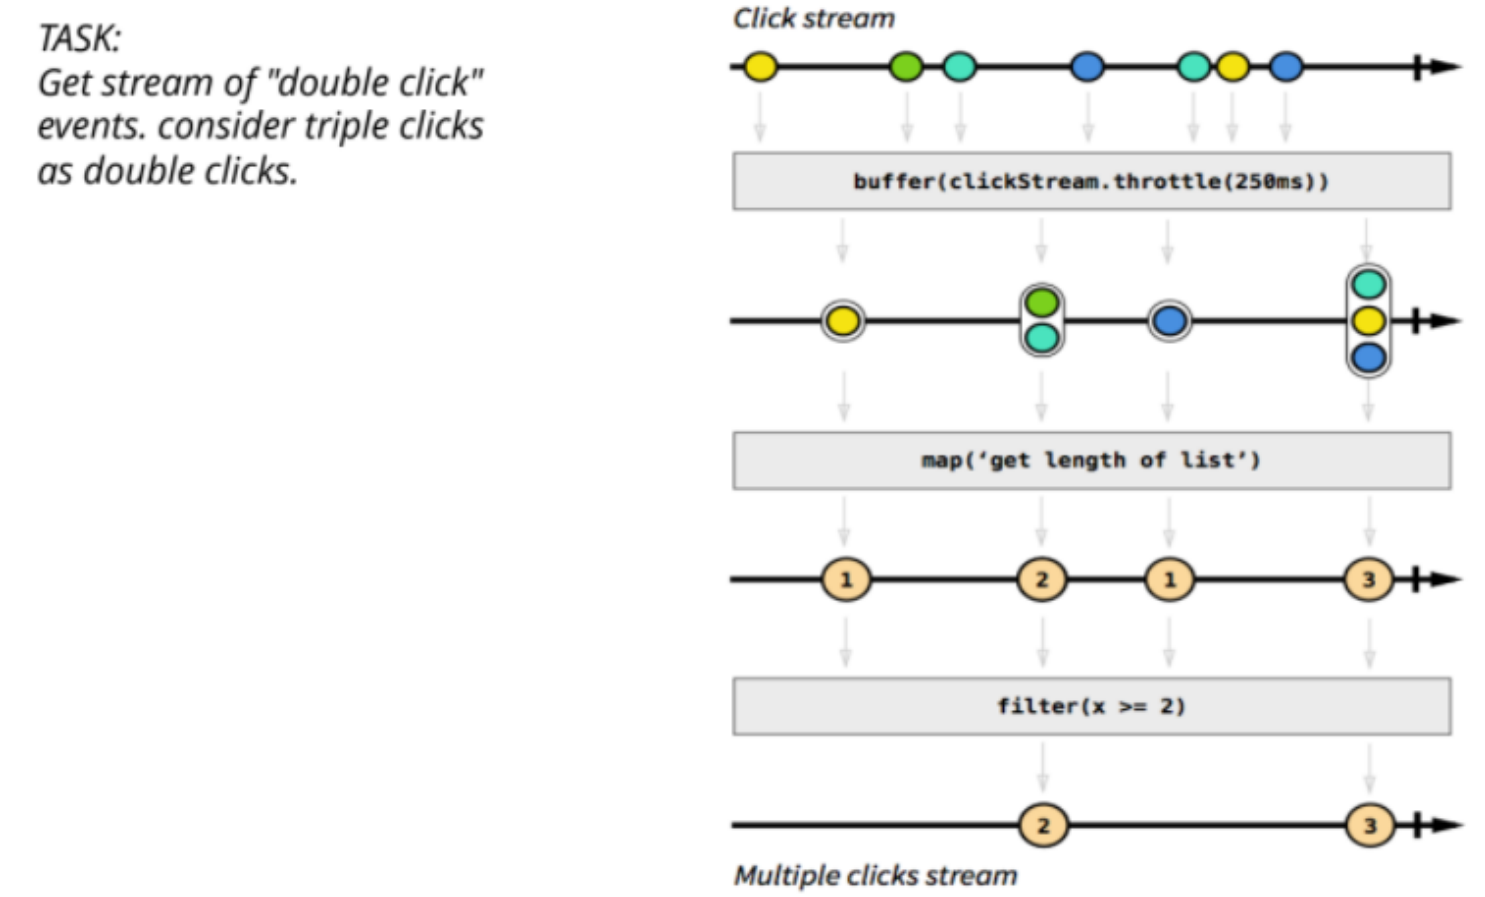 TASK:
Get stream of "double click"
events. consider triple clicks
as double clicks.
Click stream
buffer(clickStream.throttle(250ms))
map(‘get length of list’)
1 2 1 3
filter(x >= 2)
2 3
Multiple clicks stream